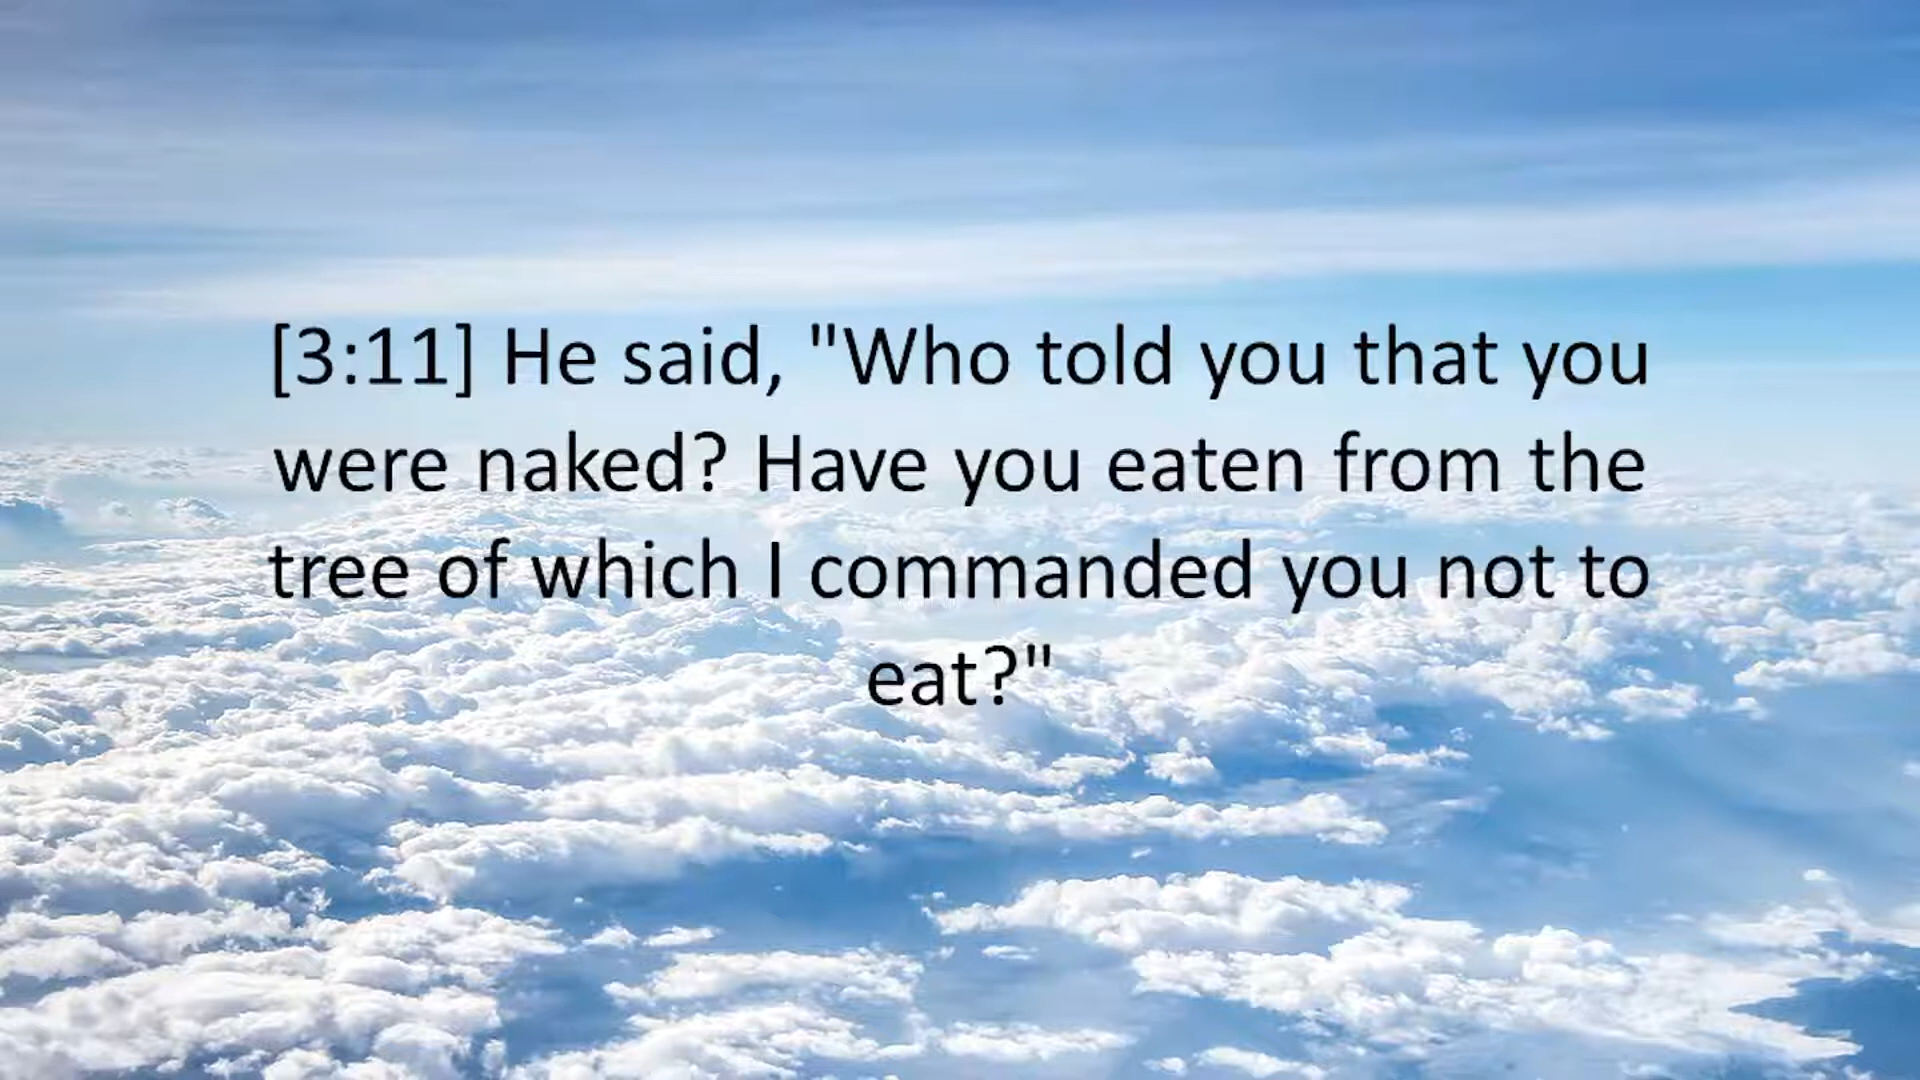 [3:11] He said, "Who told you that you
were naked? Have you eaten from the
tree of which I commanded you not to
eat?"